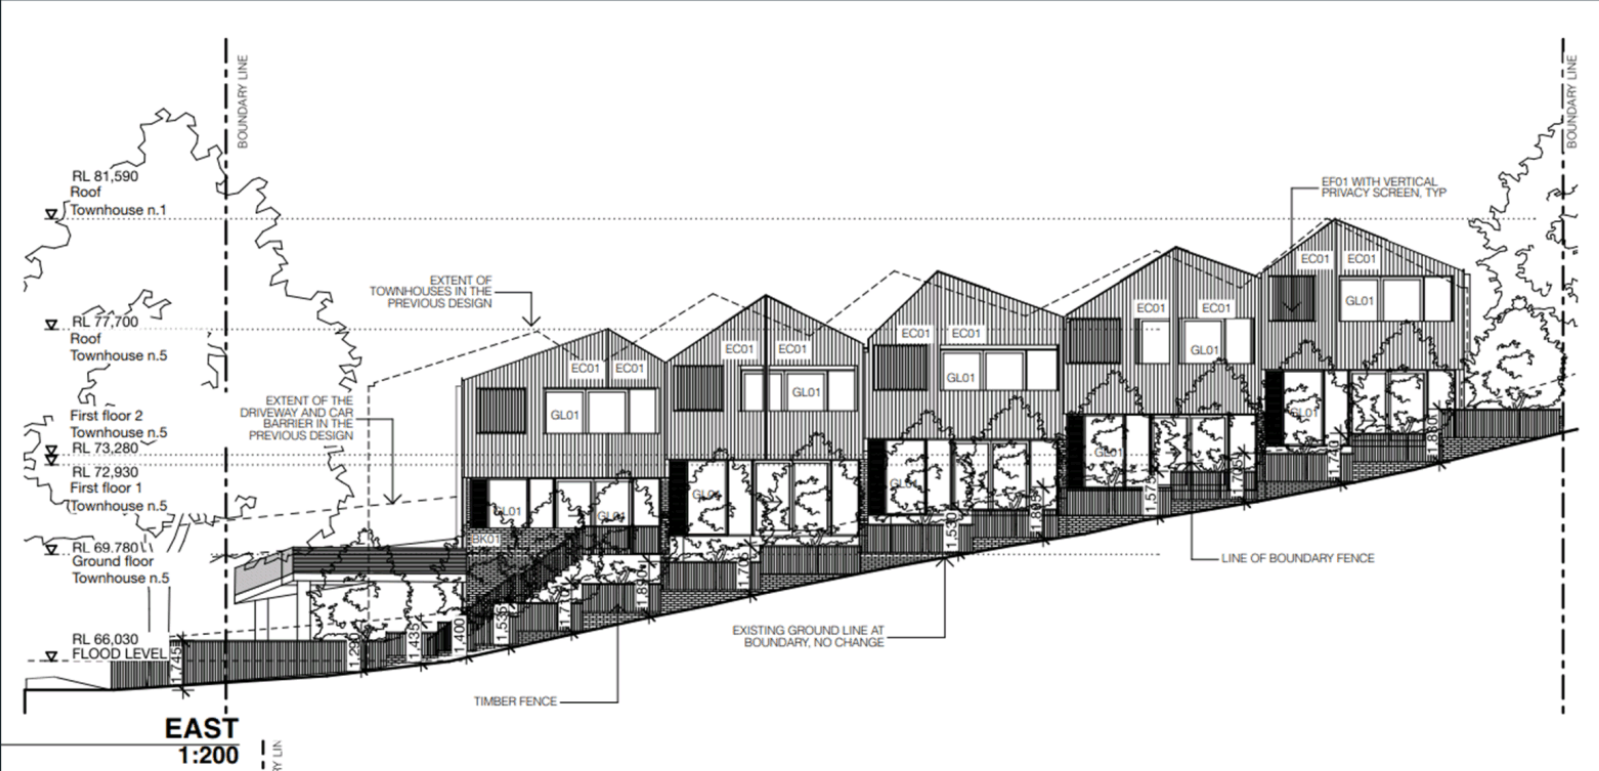 BOUNDARY LINE
BOUNDARY LINE
RL 81,590
Roof
Townhouse n.1
EF01 WITH VERTICAL
PRIVACY SCREEN, TYP
EXTENT OF
TOWNHOUSES IN THE
PREVIOUS DESIGN
RL 77,700
Roof
Townhouse n.5
EC01 EC01
EC01 EC01
EC01 EC01
EC01 EC01
EC01 EC01
GL01
GL01
GL01
GL01
GL01
EXTENT OF THE
DRIVEWAY AND CAR
BARRIER IN THE
PREVIOUS DESIGN
First floor 2
Townhouse n.5
RL 73,280
RL 72,930
First floor 1
Townhouse n.5
GL01
GL01
GL01
GL01
BK01
RL 69.780
Ground floor
Townhouse n.5
RL 66,030
FLOOD LEVEL
1,745
1,290
1,435
1,400
1,535
1,710
1,890
1,705
1,530
1,575
1,705
1,740
LINE OF BOUNDARY FENCE
EXISTING GROUND LINE AT
BOUNDARY, NO CHANGE
TIMBER FENCE
EAST
1:200
RY LIN